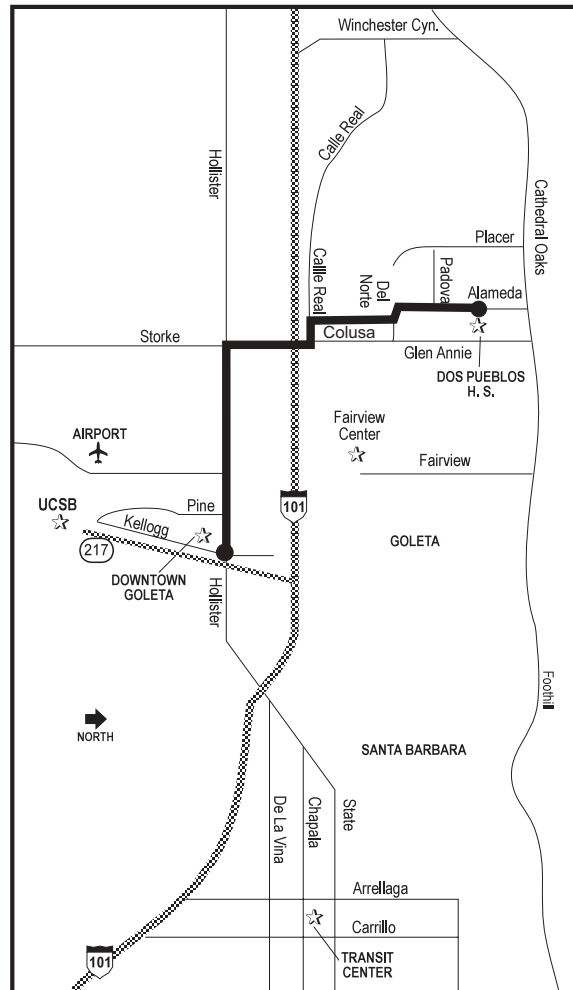 Winchester Cyn.
Calle Real
Hollister
Cathedral Oaks
Placer
Callle Real
Del
Norte
Padova
Alameda
Storke
Colusa
Glen Annie
DOS PUEBLOS
H. S.
Fairview
Center
AIRPORT
Fairview
UCSB
Pine
Kellogg
101
217
GOLETA
DOWNTOWN
GOLETA
Hollister
Foothill
NORTH
SANTA BARBARA
De La Vina
Chapala
State
Arrellaga
Carrillo
TRANSIT
CENTER
101